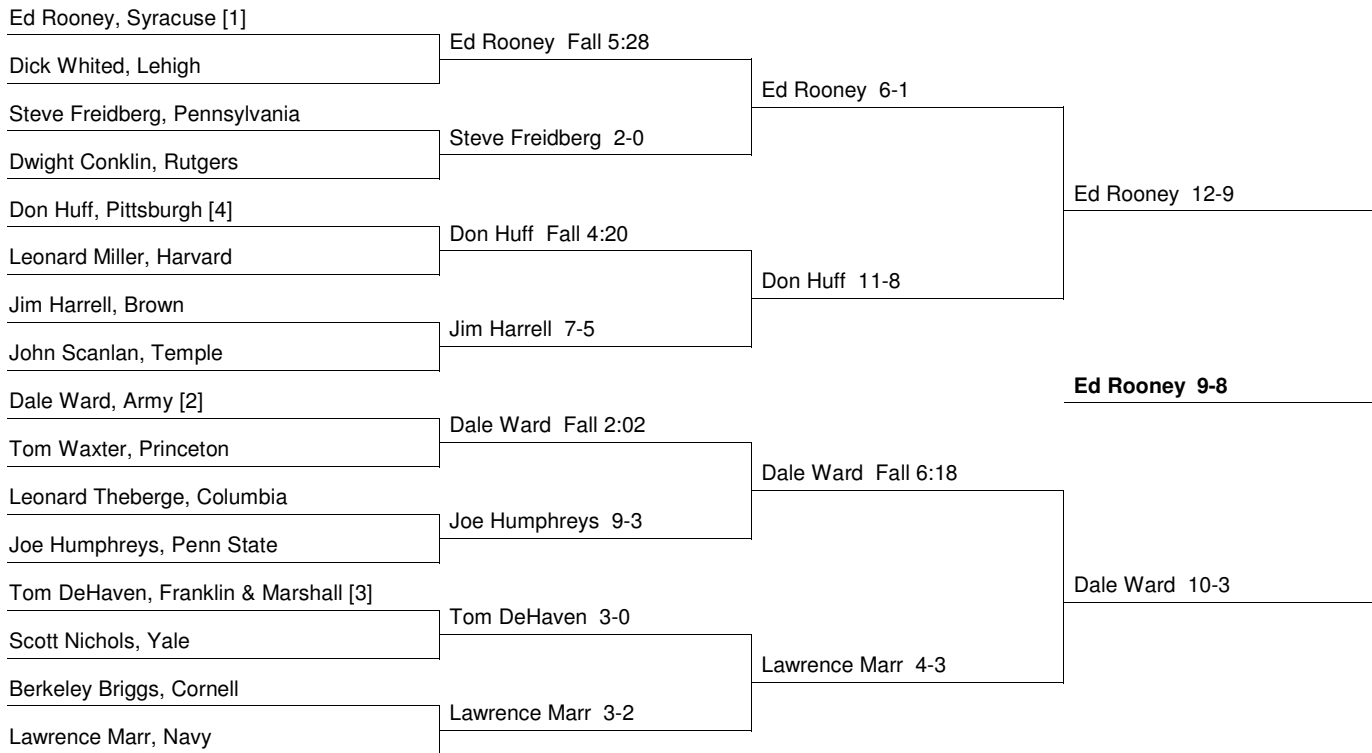 Ed Rooney, Syracuse [1]
Ed Rooney Fall 5:28
Dick Whited, Lehigh
Ed Rooney 6-1
Steve Freidberg, Pennsylvania
Steve Freidberg 2-0
Dwight Conklin, Rutgers
Ed Rooney 12-9
Don Huff, Pittsburgh [4]
Don Huff Fall 4:20
Leonard Miller, Harvard
Don Huff 11-8
Jim Harrell, Brown
Jim Harrell 7-5
John Scanlan, Temple
Ed Rooney 9-8
Dale Ward, Army [2]
Dale Ward Fall 2:02
Tom Waxter, Princeton
Dale Ward Fall 6:18
Leonard Theberge, Columbia
Joe Humphreys 9-3
Joe Humphreys, Penn State
Dale Ward 10-3
Tom DeHaven, Franklin & Marshall [3]
Tom DeHaven 3-0
Scott Nichols, Yale
Lawrence Marr 4-3
Berkeley Briggs, Cornell
Lawrence Marr 3-2
Lawrence Marr, Navy